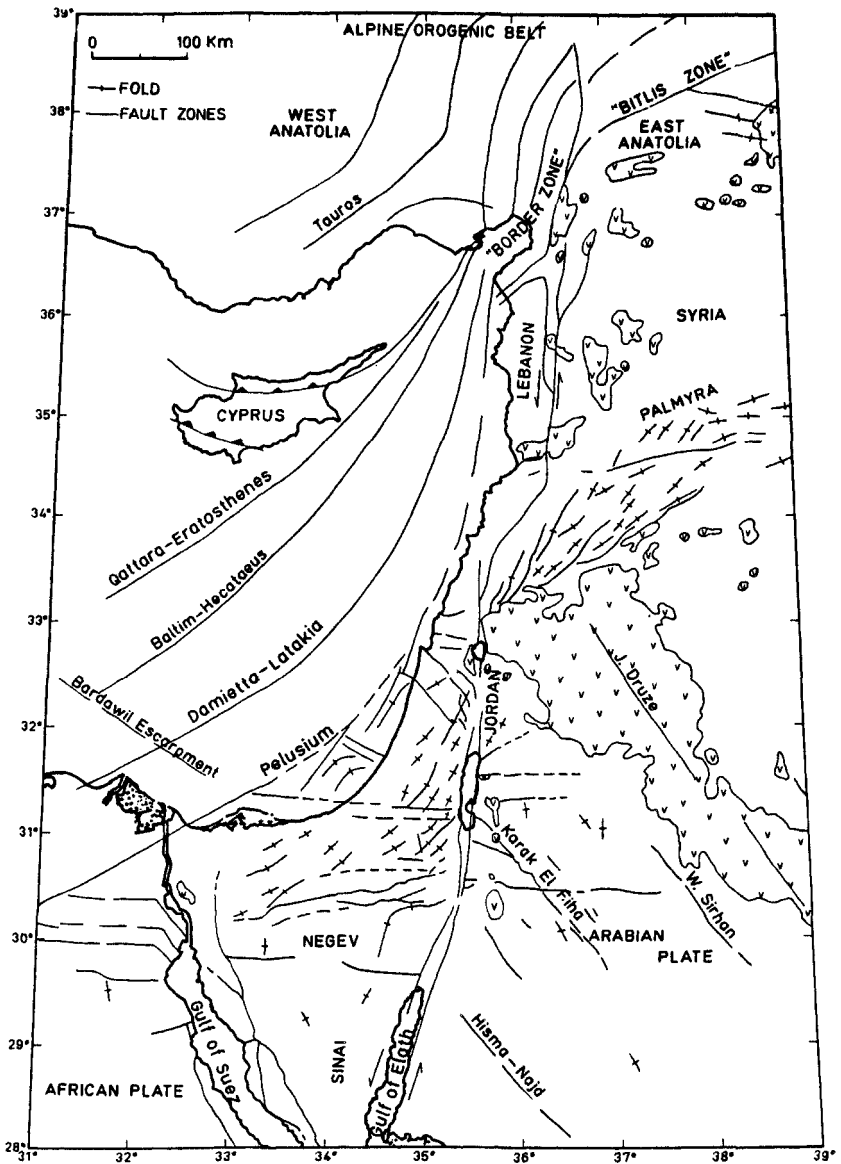 39°
ALPINE OROGENIC BELT
0 100 Km
FOLD
FAULT ZONES
38°
WEST
ANATOLIA
"BITLIS ZONE"
EAST
ANATOLIA
"BORDER ZONE"
Tauros
37°
36°
SYRIA
LEBANON
35°
CYPRUS
PALMYRA
34°
Qattara-Eratosthenes
Baltim-Hecataeus
33°
Damietta-Latakia
Bardawil Escarpment
JORDAN
J. Druze
32°
Pelusium
31°
Karak El Fiha
W. Sirhan
30°
NEGEV
ARABIAN
PLATE
Gulf of Suez
29°
SINAI
Gulf of Elath
Hisma-Najd
AFRICAN PLATE
28°
31° 32° 33° 34° 35° 36° 37° 38° 39°